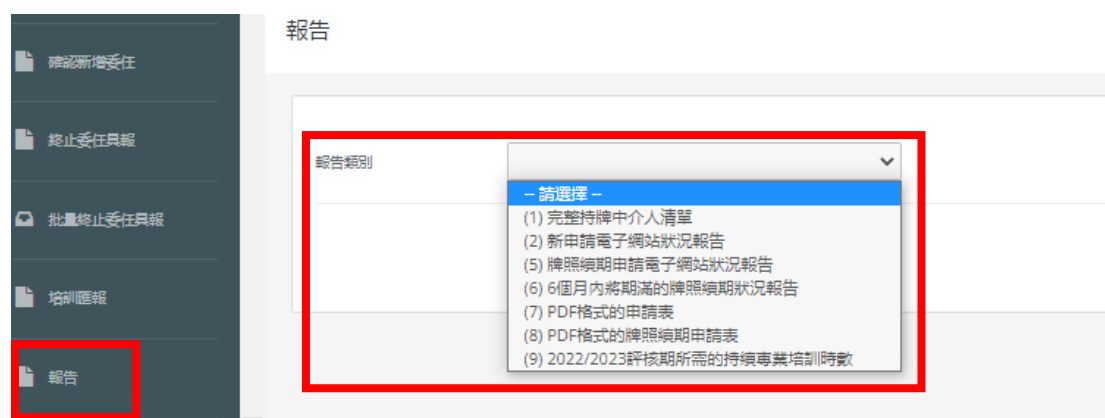 確認新增委任
終止委任具報
批量終止委任具報
培訓匯報
報告
報告
報告類別
-- 請選擇 --
(1) 完整持牌中介人清單
(2) 新申請電子網站狀況報告
(5) 牌照續期申請電子網站狀況報告
(6) 6個月內將期滿的牌照續期狀況報告
(7) PDF格式的申請表
(8) PDF格式的牌照續期申請表
(9) 2022/2023評核期所需的持續專業培訓時數